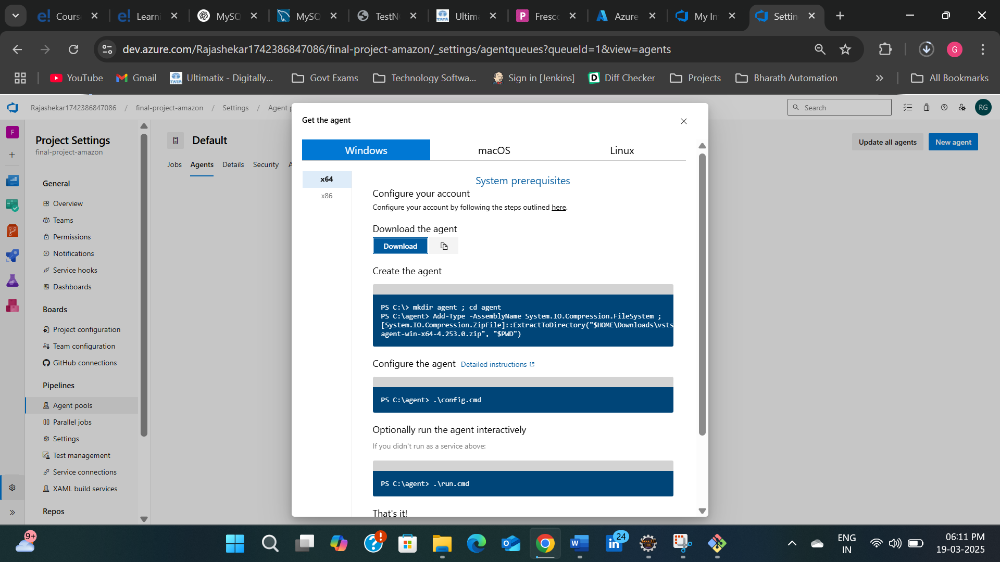 Cours
Learni
MySQ
MySQ
TestN
Ultima
Fresco
Azure
My In
Settin
dev.azure.com/Rajashekar1742386847086/final-project-amazon/_settings/agentqueues?queueId=1&view=agents
G
YouTube
Gmail
Ultimatix - Digitally...
Govt Exams
Technology Softwa...
Sign in [Jenkins]
Diff Checker
Projects
Bharath Automation
All Bookmarks
Rajashekar1742386847086 / final-project-amazon / Settings / Agent p
Search
RG
F
Project Settings
final-project-amazon
General
Overview
Teams
Permissions
Notifications
Service hooks
Dashboards
Boards
Project configuration
Team configuration
GitHub connections
Pipelines
Agent pools
Parallel jobs
Settings
Test management
Service connections
XAML build services
Repos
Default
Jobs
Agents
Details
Security
A
Update all agents
New agent
Get the agent
Windows
macOS
Linux
x64
x86
System prerequisites
Configure your account
Configure your account by following the steps outlined here.
Download the agent
Download
Create the agent
PS C:\> mkdir agent ; cd agent
PS C:\agent> Add-Type -AssemblyName System.IO.Compression.FileSystem ;
[System.IO.Compression.ZipFile]::ExtractToDirectory("$HOME\Downloads\vsts
agent-win-x64-4.253.0.zip", "$PWD")
Configure the agent Detailed instructions
PS C:\agent> .\config.cmd
Optionally run the agent interactively
If you didn't run as a service above:
PS C:\agent> .\run.cmd
That's it!
9+
24
ENG
IN
06:11 PM
19-03-2025